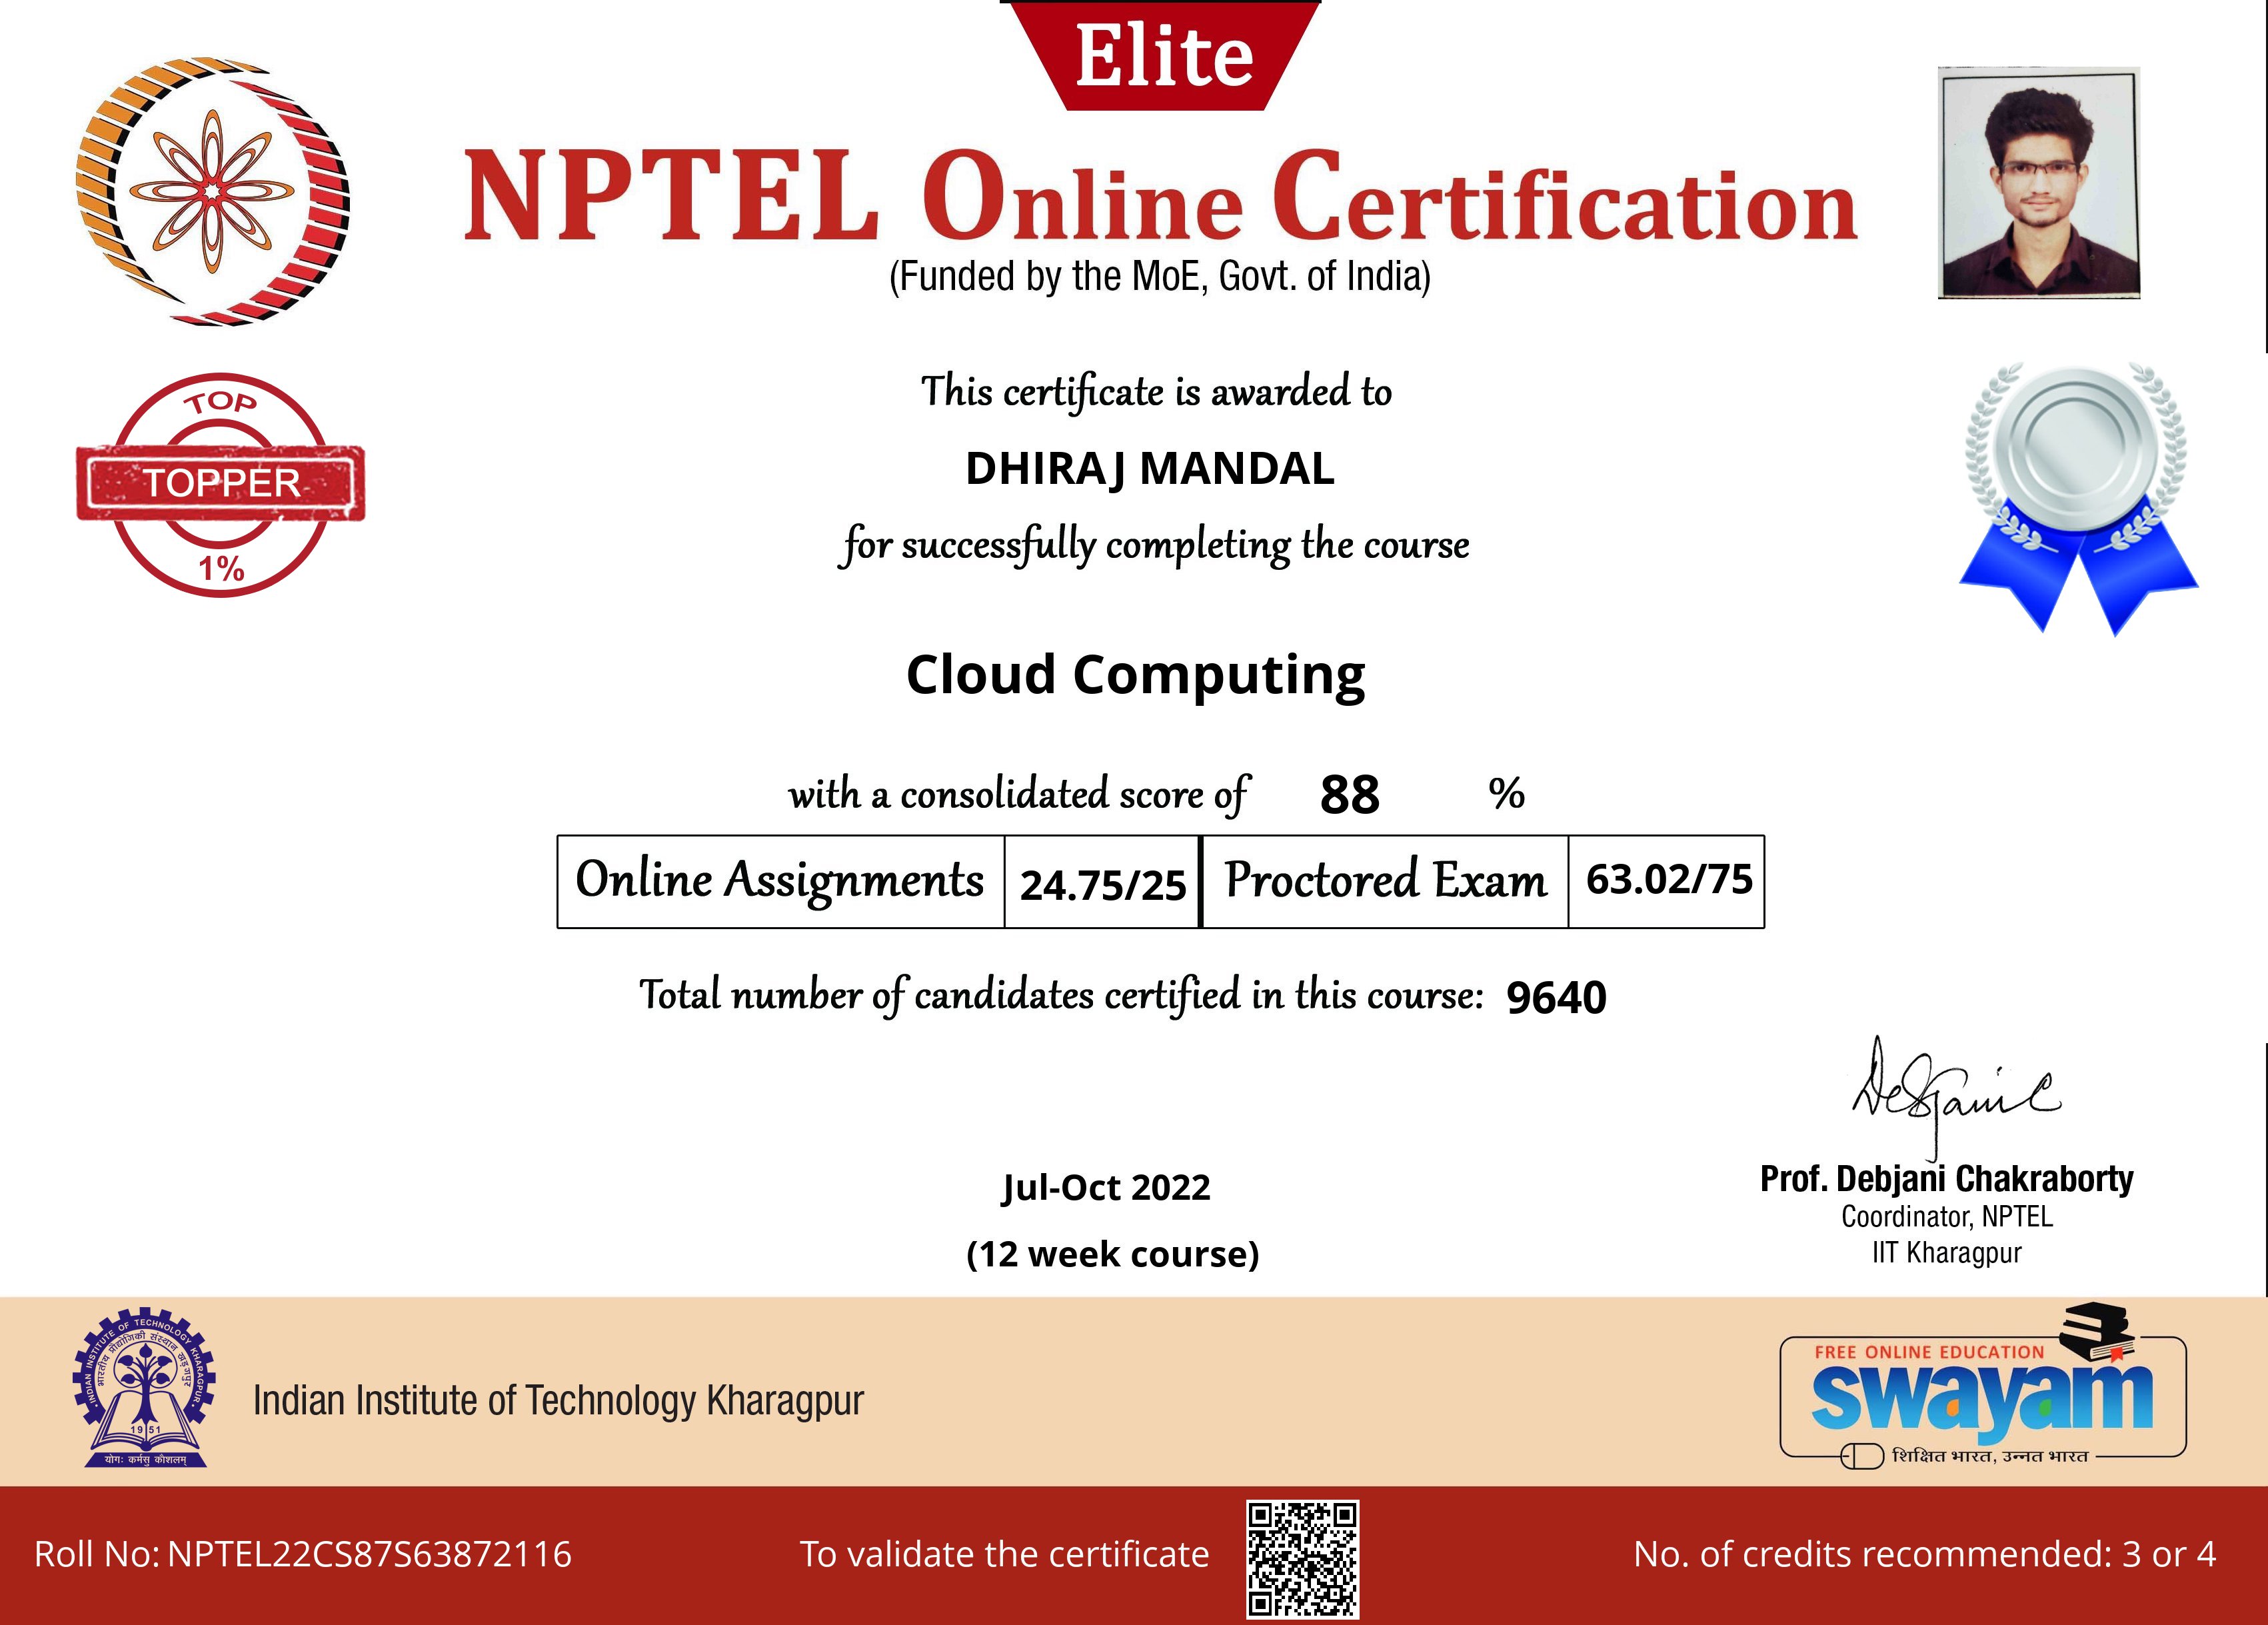 Elite
NPTEL Online Certification
(Funded by the MoE, Govt. of India)
This certificate is awarded to
DHIRAJ MANDAL
for successfully completing the course
TOP
TOPPER
1%
Cloud Computing
with a consolidated score of 88 %
Online Assignments 24.75/25 Proctored Exam 63.02/75
Total number of candidates certified in this course: 9640
Debjani C
Jul-Oct 2022
(12 week course)
Prof. Debjani Chakraborty
Coordinator, NPTEL
IIT Kharagpur
INDIAN INSTITUTE OF TECHNOLOGY KHARAGPUR
भारतीय प्रौद्योगिकी संस्थान खड़गपुर
1951
योगः कर्मसु कौशलम्
Indian Institute of Technology Kharagpur
FREE ONLINE EDUCATION
swayam
शिक्षित भारत, उन्नत भारत
Roll No: NPTEL22CS87S63872116
To validate the certificate
No. of credits recommended: 3 or 4